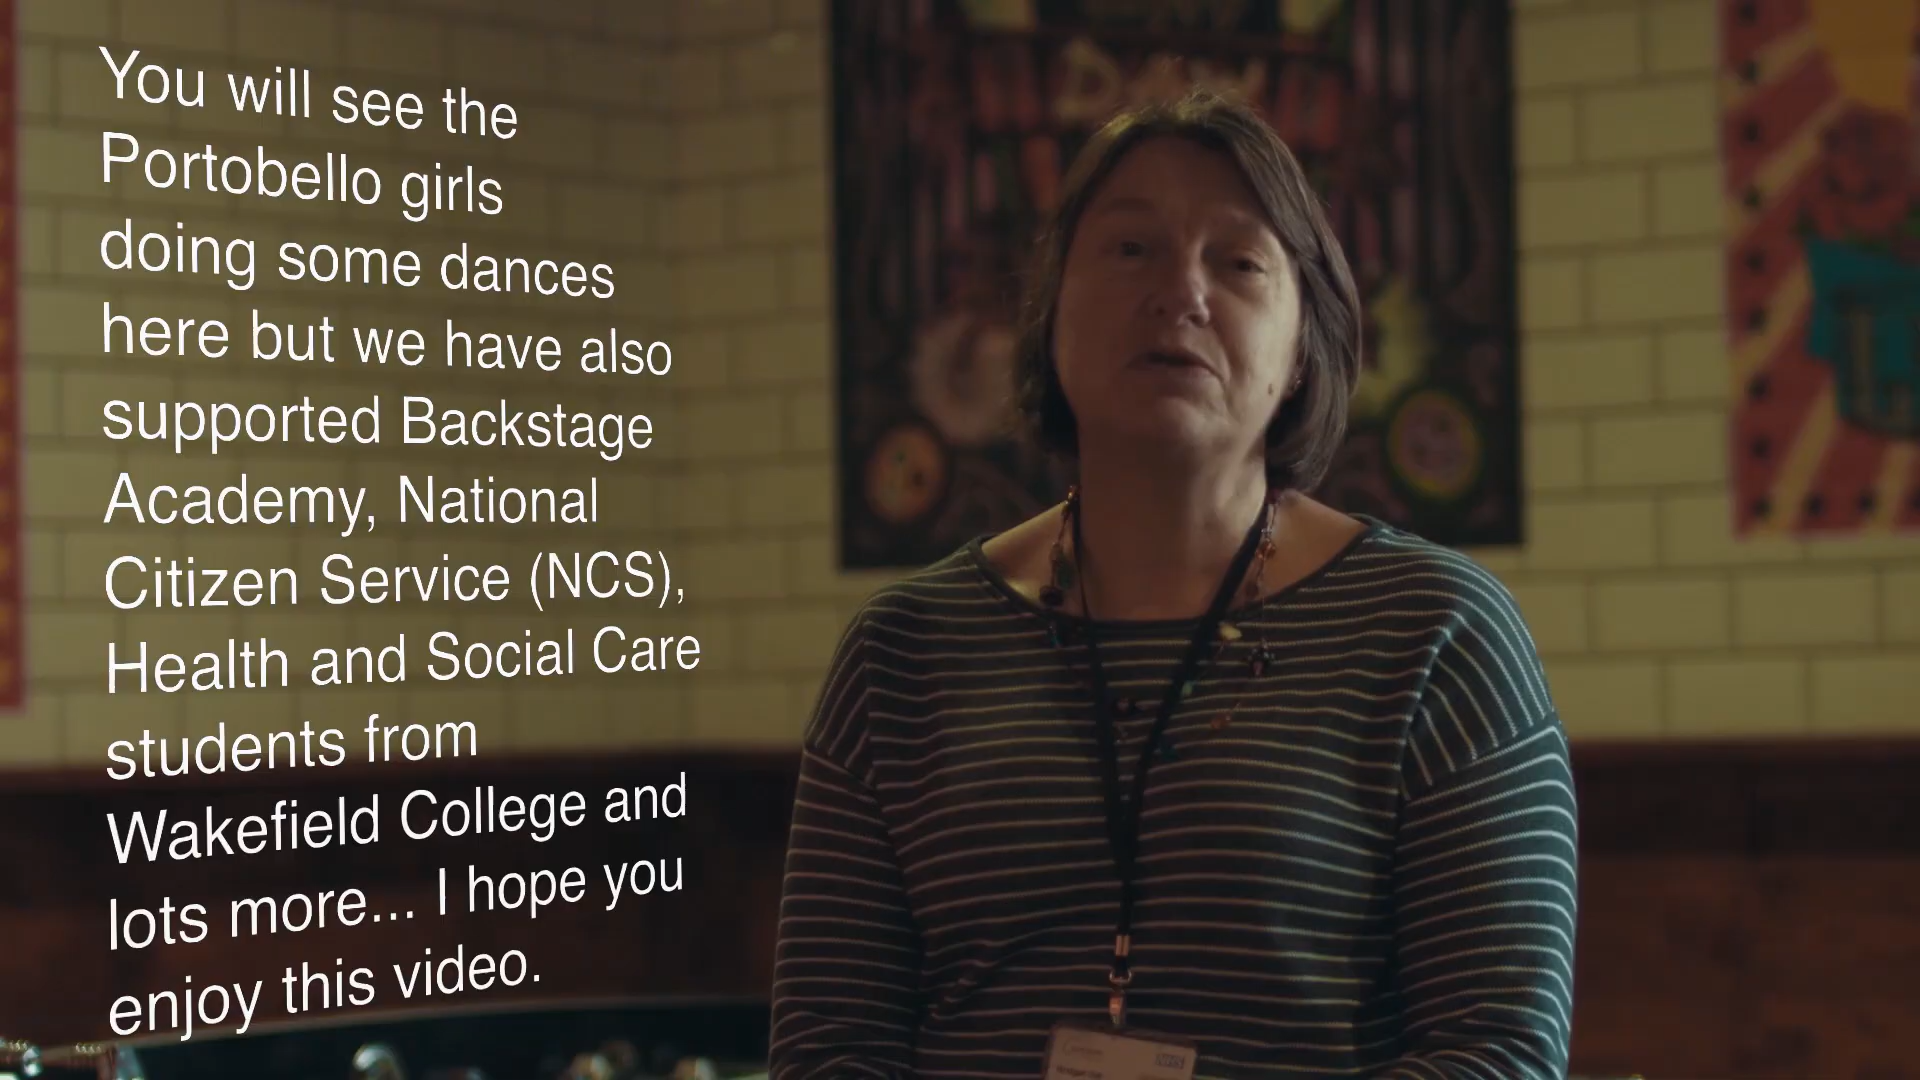 You will see the
Portobello girls
doing some dances
here but we have also
supported Backstage
Academy, National
Citizen Service (NCS),
Health and Social Care
students from
Wakefield College and
lots more... I hope you
enjoy this video.
NHS